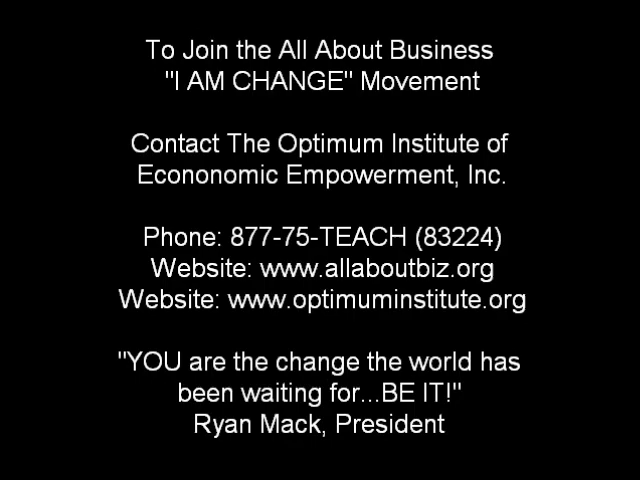 To Join the All About Business
"I AM CHANGE" Movement
Contact The Optimum Institute of
Econonomic Empowerment, Inc.
Phone: 877-75-TEACH (83224)
Website: www.allaboutbiz.org
Website: www.optimuminstitute.org
"YOU are the change the world has
been waiting for...BE IT!"
Ryan Mack, President